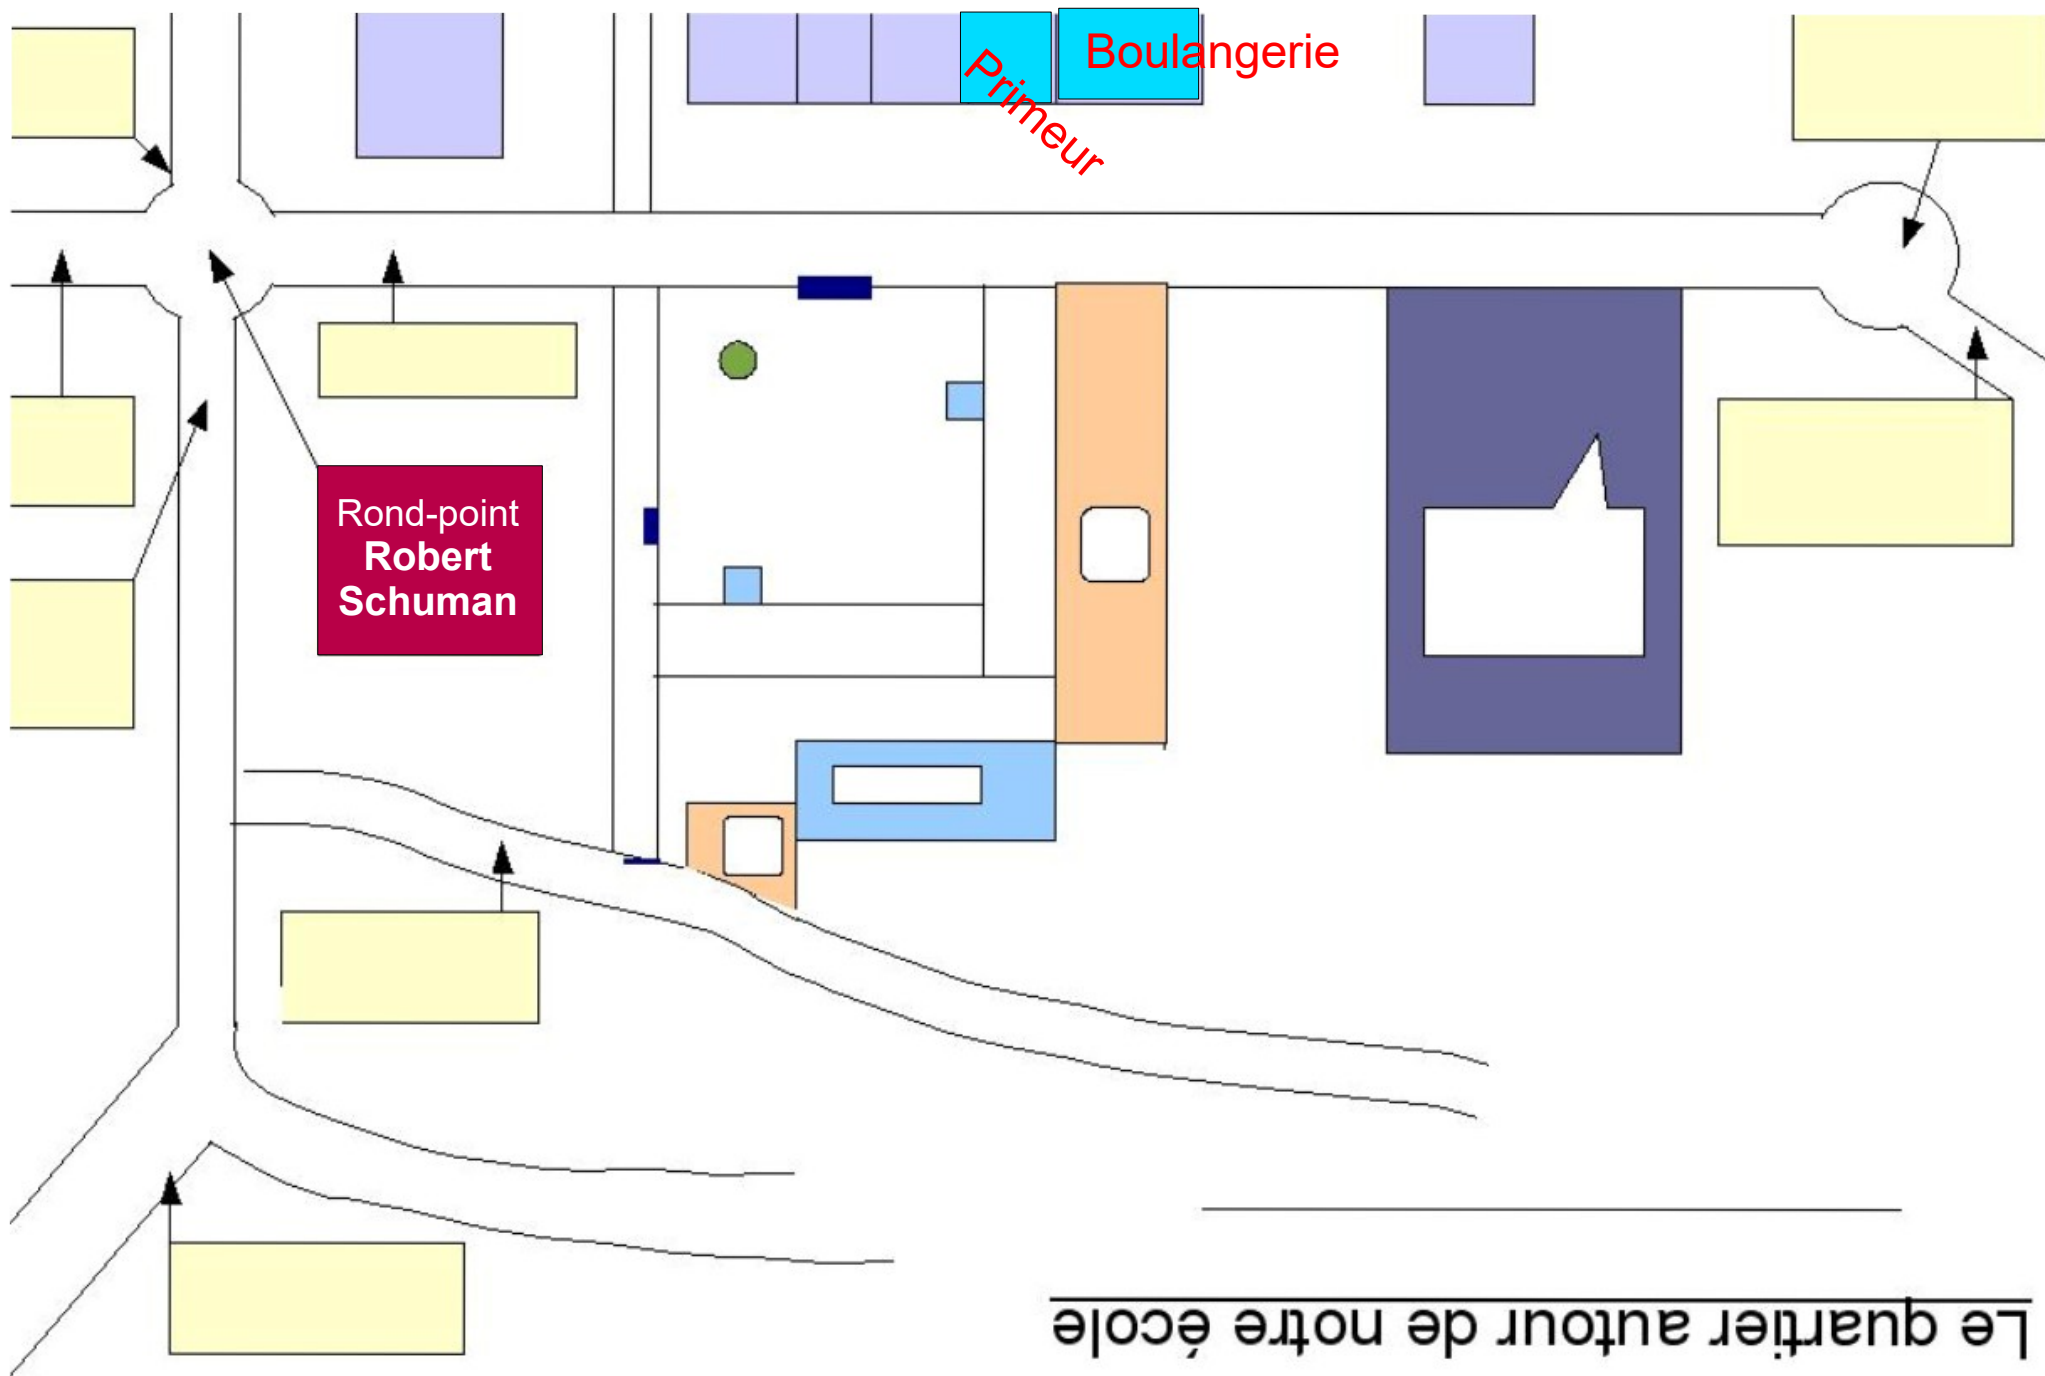 Boulangerie
Primeur
Rond-point
Robert
Schuman
Le quartier autour de notre école